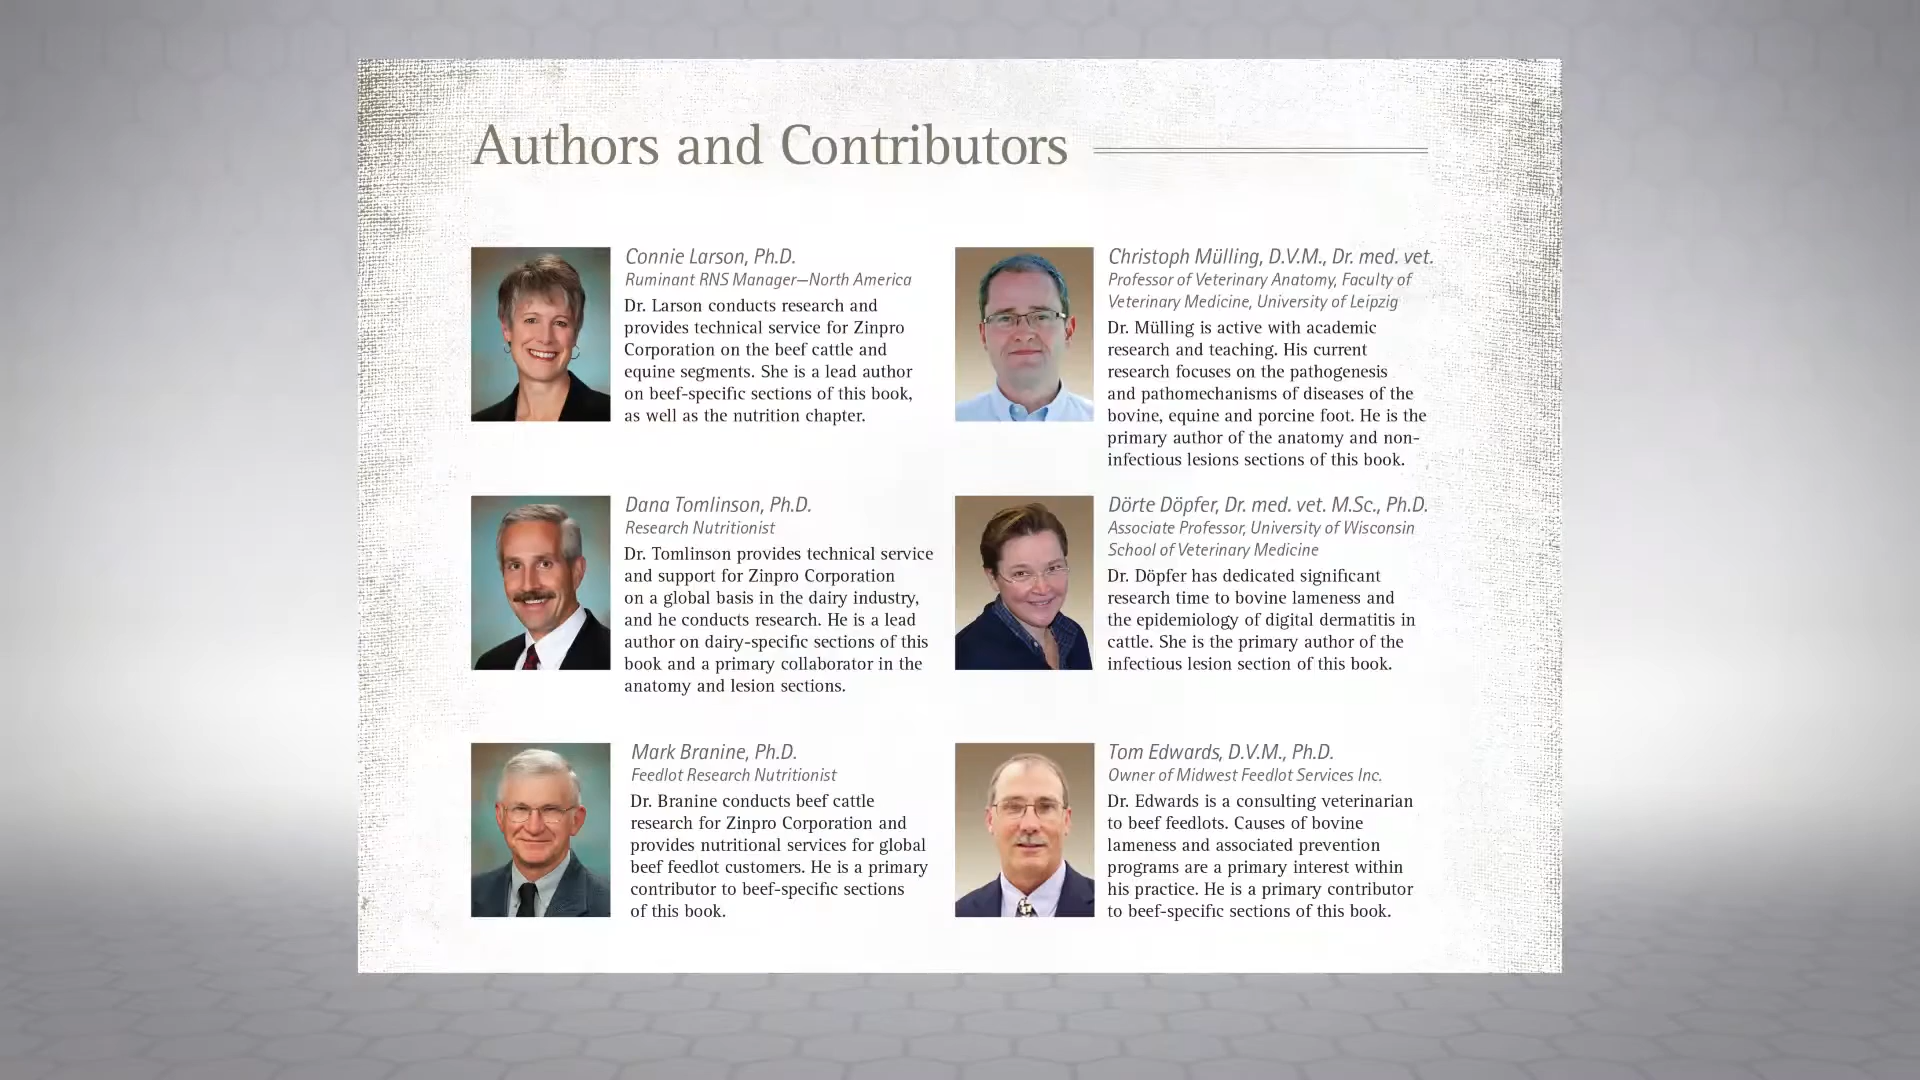 Authors and Contributors
Connie Larson, Ph.D.
Ruminant RNS Manager—North America
Dr. Larson conducts research and
provides technical service for Zinpro
Corporation on the beef cattle and
equine segments. She is a lead author
on beef-specific sections of this book,
as well as the nutrition chapter.
Dana Tomlinson, Ph.D.
Research Nutritionist
Dr. Tomlinson provides technical service
and support for Zinpro Corporation
on a global basis in the dairy industry,
and he conducts research. He is a lead
author on dairy-specific sections of this
book and a primary collaborator in the
anatomy and lesion sections.
Mark Branine, Ph.D.
Feedlot Research Nutritionist
Dr. Branine conducts beef cattle
research for Zinpro Corporation and
provides nutritional services for global
beef feedlot customers. He is a primary
contributor to beef-specific sections
of this book.
Christoph Mülling, D.V.M., Dr. med. vet.
Professor of Veterinary Anatomy, Faculty of
Veterinary Medicine, University of Leipzig
Dr. Mülling is active with academic
research and teaching. His current
research focuses on the pathogenesis
and pathomechanisms of diseases of the
bovine, equine and porcine foot. He is the
primary author of the anatomy and non-
infectious lesions sections of this book.
Dörte Döpfer, Dr. med. vet. M.Sc., Ph.D.
Associate Professor, University of Wisconsin
School of Veterinary Medicine
Dr. Döpfer has dedicated significant
research time to bovine lameness and
the epidemiology of digital dermatitis in
cattle. She is the primary author of the
infectious lesion section of this book.
Tom Edwards, D.V.M., Ph.D.
Owner of Midwest Feedlot Services Inc.
Dr. Edwards is a consulting veterinarian
to beef feedlots. Causes of bovine
lameness and associated prevention
programs are a primary interest within
his practice. He is a primary contributor
to beef-specific sections of this book.